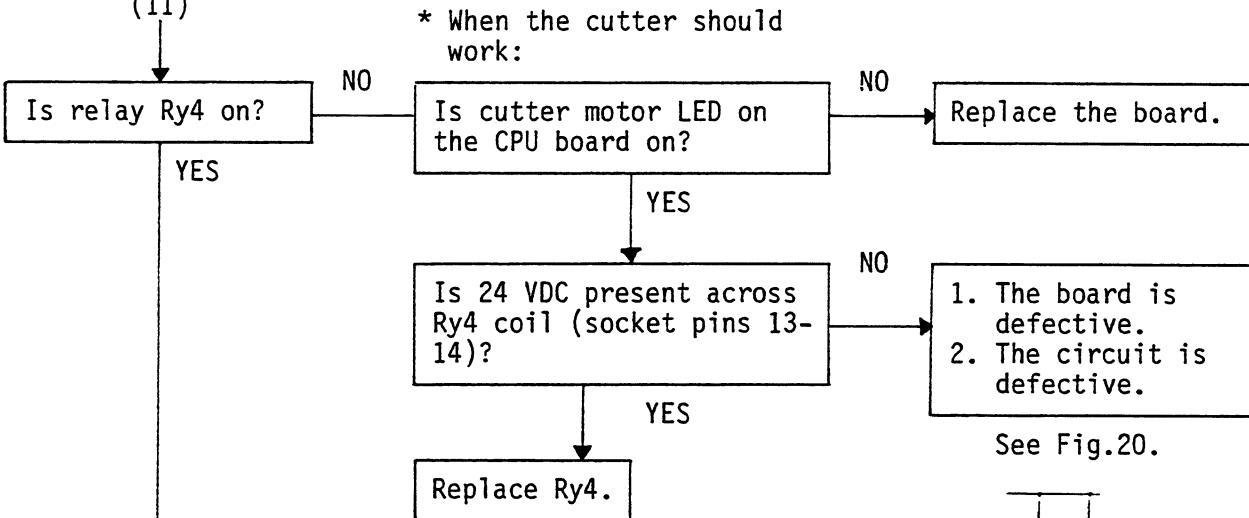 (11)
* When the cutter should
work:
Is relay Ry4 on?
NO
Is cutter motor LED on
the CPU board on?
NO
Replace the board.
YES
YES
Is 24 VDC present across
Ry4 coil (socket pins 13-
14)?
NO
1. The board is
defective.
2. The circuit is
defective.
YES
See Fig.20.
Replace Ry4.